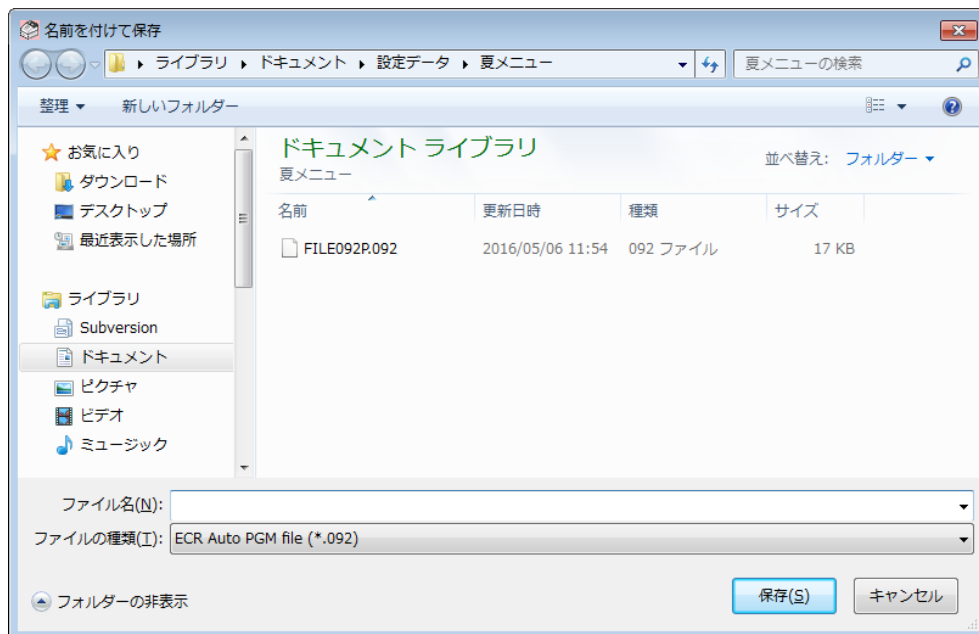 名前を付けて保存
ライブラリ ▸ ドキュメント ▸ 設定データ ▸ 夏メニュー
夏メニューの検索
整理 新しいフォルダー
お気に入り
ダウンロード
デスクトップ
最近表示した場所
ライブラリ
Subversion
ドキュメント
ピクチャ
ビデオ
ミュージック
ドキュメント ライブラリ
夏メニュー
並べ替え: フォルダー
名前 更新日時 種類 サイズ
FILE092P.092 2016/05/06 11:54 092 ファイル 17 KB
ファイル名(N):
ファイルの種類(T): ECR Auto PGM file (*.092)
フォルダーの非表示
保存(S) キャンセル